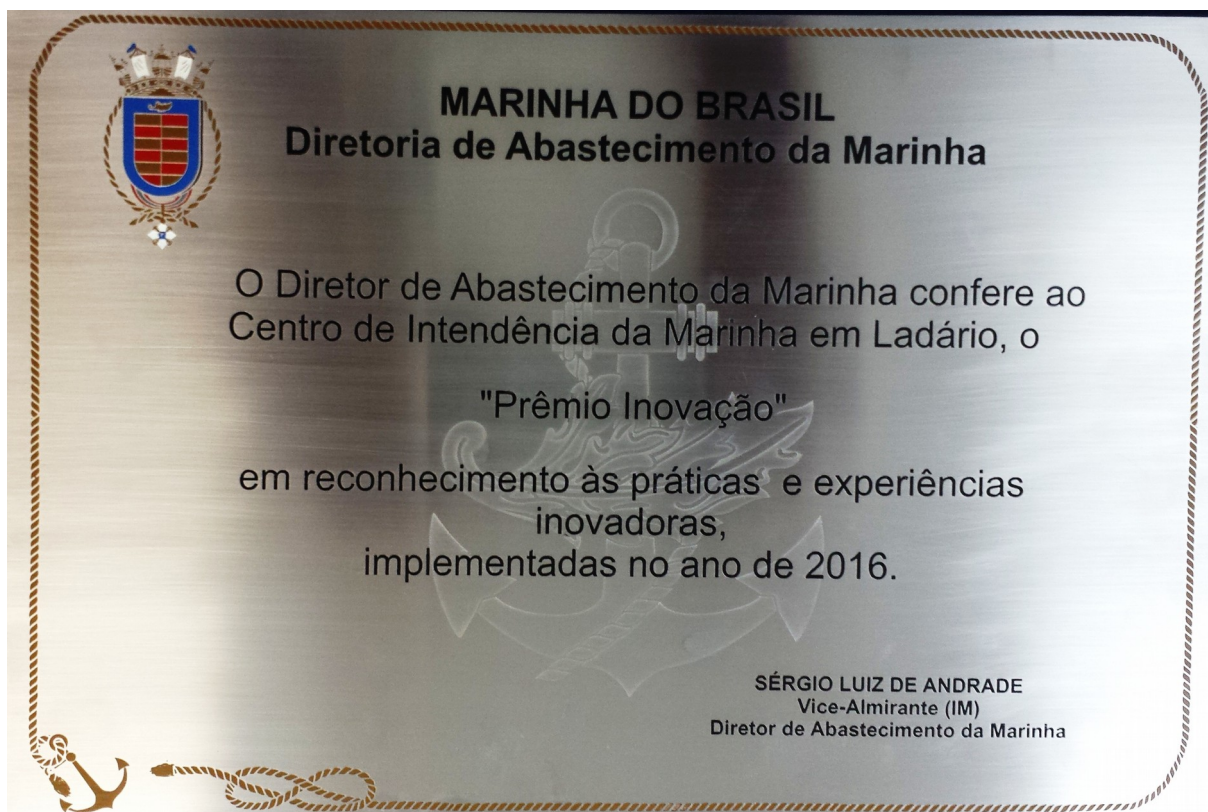 MARINHA DO BRASIL
Diretoria de Abastecimento da Marinha
O Diretor de Abastecimento da Marinha confere ao
Centro de Intendência da Marinha em Ladário, o
"Prêmio Inovação"
em reconhecimento às práticas e experiências
inovadoras,
implementadas no ano de 2016.
SÉRGIO LUIZ DE ANDRADE
Vice-Almirante (IM)
Diretor de Abastecimento da Marinha